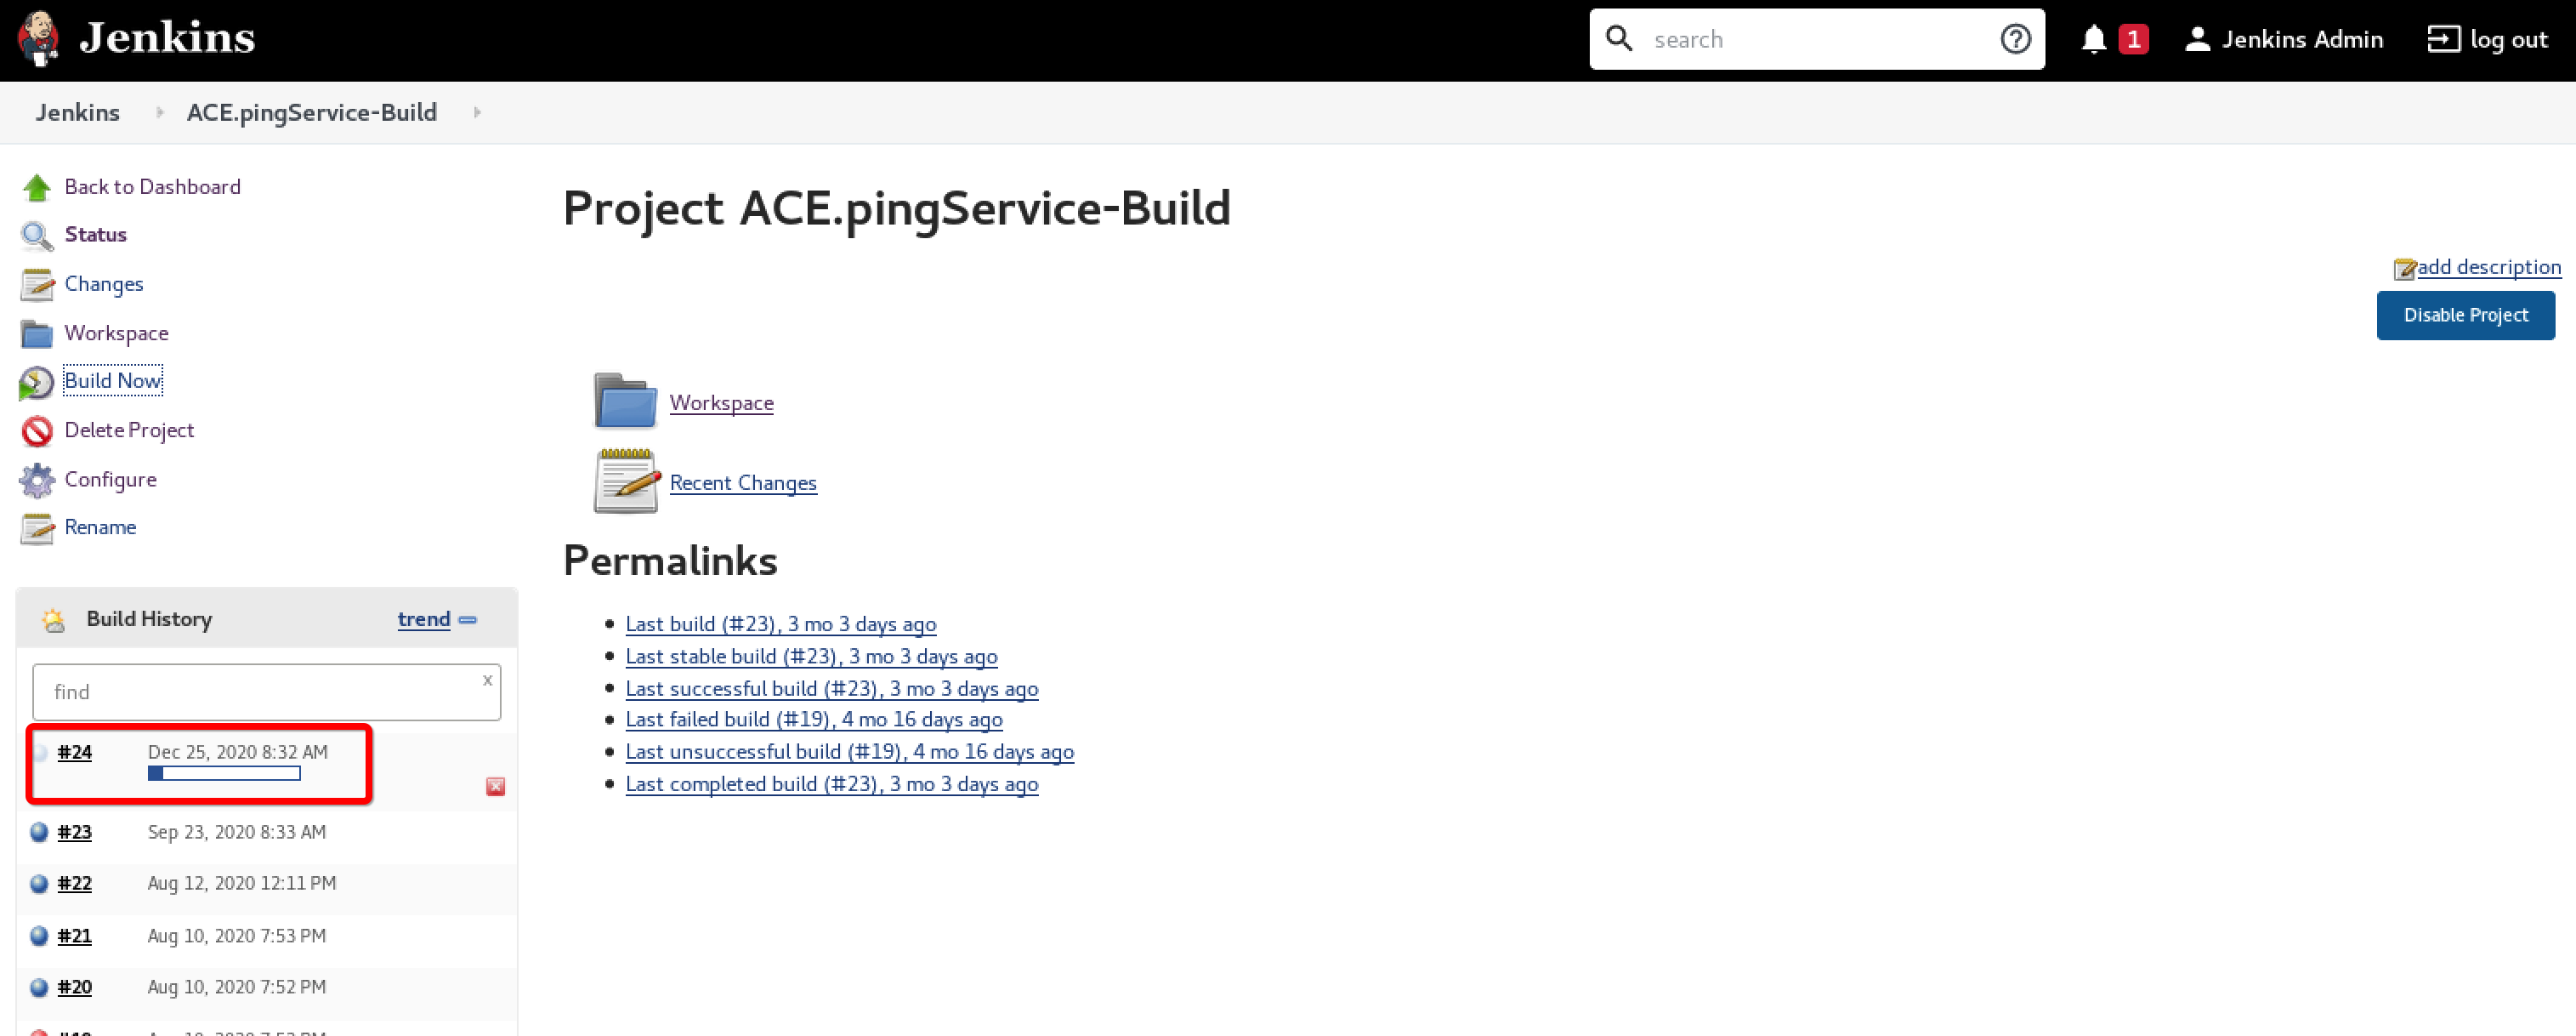 Jenkins
search
1
Jenkins Admin
log out
Jenkins
ACE.pingService-Build
Back to Dashboard
Status
Changes
Workspace
Build Now
Delete Project
Configure
Rename
Project ACE.pingService-Build
add description
Disable Project
Workspace
Recent Changes
Permalinks
Last build (#23), 3 mo 3 days ago
Last stable build (#23), 3 mo 3 days ago
Last successful build (#23), 3 mo 3 days ago
Last failed build (#19), 4 mo 16 days ago
Last unsuccessful build (#19), 4 mo 16 days ago
Last completed build (#23), 3 mo 3 days ago
Build History
trend
find
x
#24 Dec 25, 2020 8:32 AM
#23 Sep 23, 2020 8:33 AM
#22 Aug 12, 2020 12:11 PM
#21 Aug 10, 2020 7:53 PM
#20 Aug 10, 2020 7:52 PM